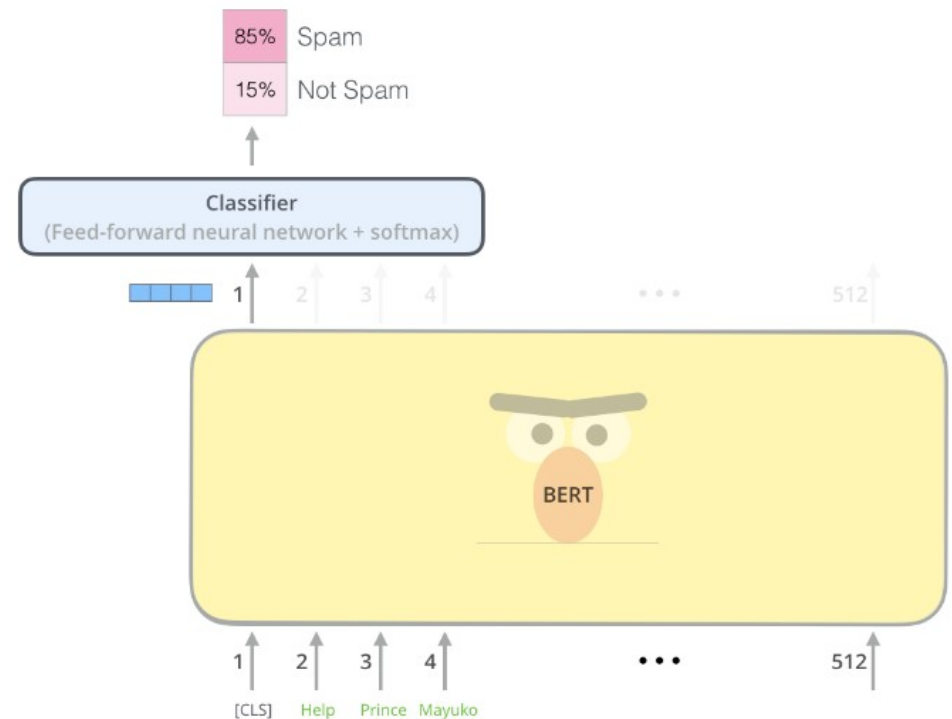 85% Spam
15% Not Spam
Classifier
(Feed-forward neural network + softmax)
1 2 3 4 ••• 512
BERT
1 2 3 4 ••• 512
[CLS] Help Prince Mayuko